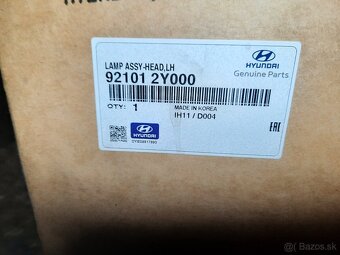 LAMP ASSY-HEAD,LH
92101 2Y000
HYUNDAI
Genuine Parts
QTY: 1
MADE IN KOREA
IH11 / D004
HYUNDAI
EAC
Bazos.sk